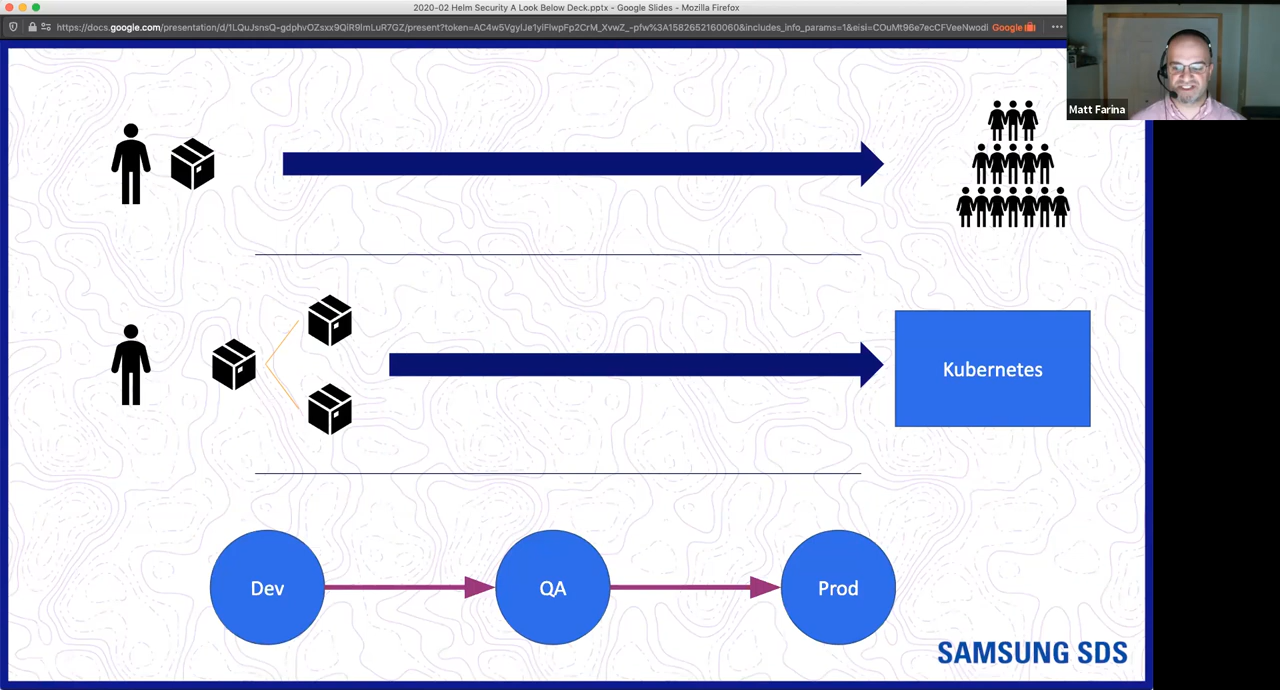 2020-02 Helm Security A Look Below Deck.pptx - Google Slides - Mozilla Firefox
Google
Matt Farina
Kubernetes
Dev
QA
Prod
SAMSUNG SDS